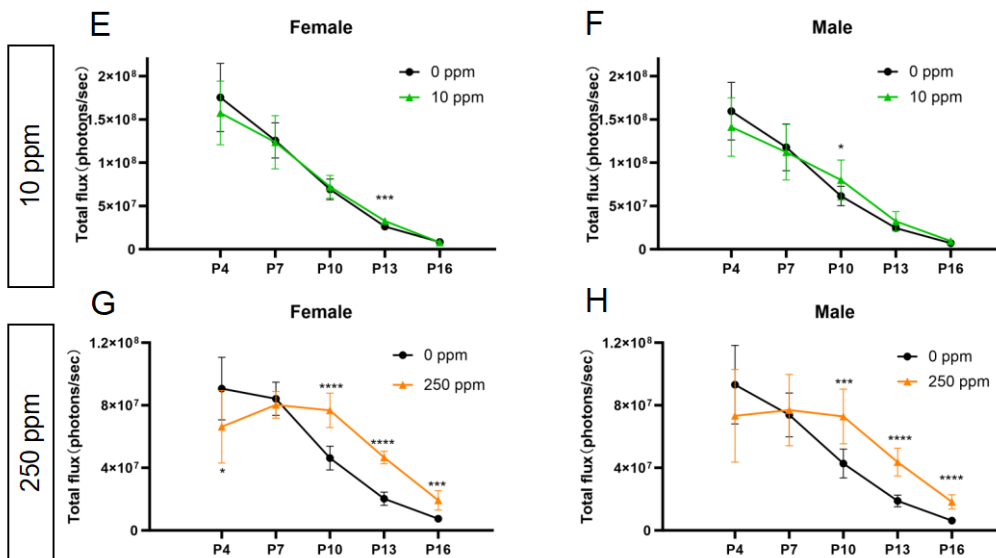 10 ppm
E
Female
Total flux (photons/sec)
2×10⁸
1.5×10⁸
1×10⁸
5×10⁷
0
0 ppm
10 ppm
***
P4 P7 P10 P13 P16
F
Male
Total flux (photons/sec)
2×10⁸
1.5×10⁸
1×10⁸
5×10⁷
0
0 ppm
10 ppm
*
P4 P7 P10 P13 P16
250 ppm
G
Female
Total flux (photons/sec)
1.2×10⁸
8×10⁷
4×10⁷
0
0 ppm
250 ppm
****
****
***
*
P4 P7 P10 P13 P16
H
Male
Total flux (photons/sec)
1.2×10⁸
8×10⁷
4×10⁷
0
0 ppm
250 ppm
***
****
****
P4 P7 P10 P13 P16